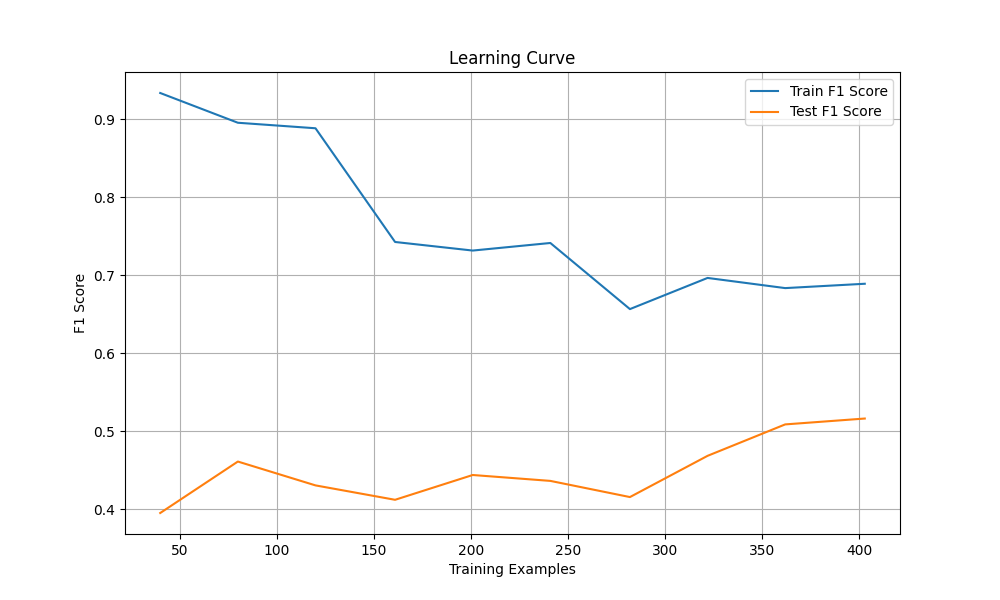 Learning Curve
Train F1 Score
Test F1 Score
0.9
0.8
0.7
0.6
0.5
0.4
F1 Score
50 100 150 200 250 300 350 400
Training Examples